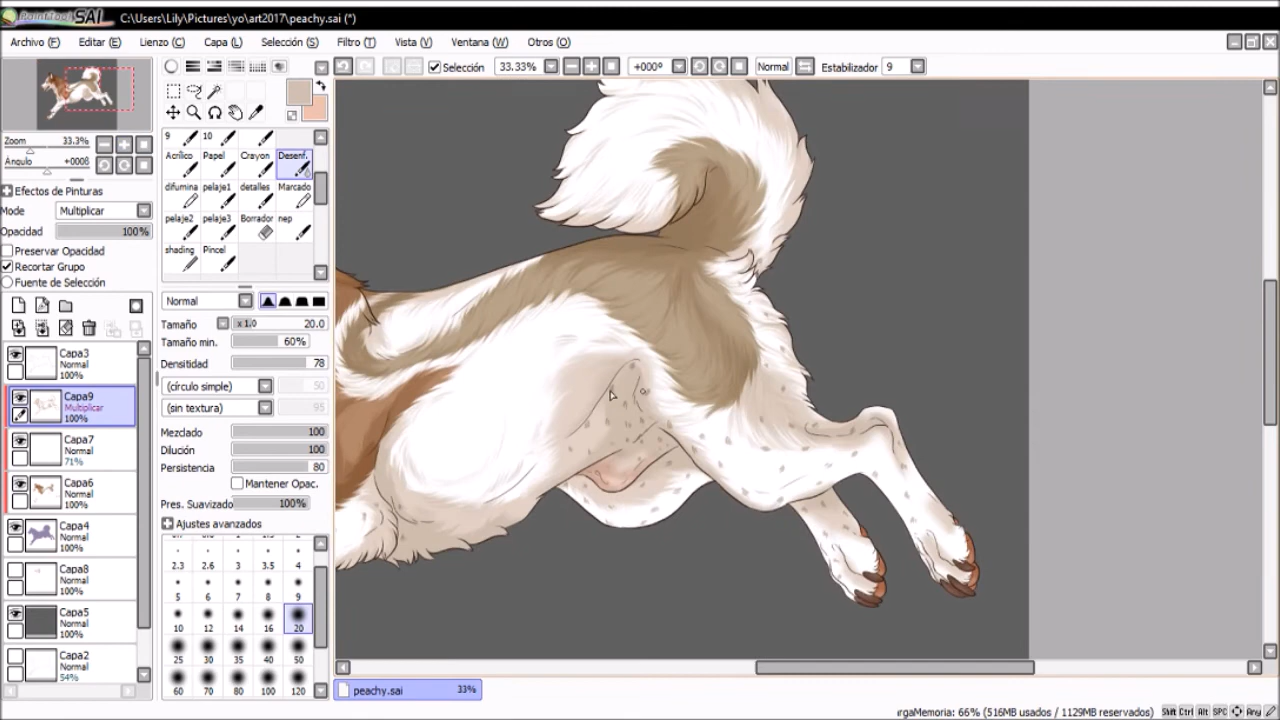 PaintTool SAI C:\Users\Lily\Pictures\yo\art2017\peachy.sai (*)
Archivo (F) Editar (E) Lienzo (C) Capa (L) Selección (S) Filtro (T) Vista (V) Ventana (W) Otros (O)
Selección 33.33% +000º Normal Estabilizador 9
Zoom 33.3%
Ángulo +000ß
Efectos de Pinturas
Mode Multiplicar
Opacidad 100%
Preservar Opacidad
Recortar Grupo
Fuente de Selección
Capa3
Normal
100%
Capa9
Multiplicar
100%
Capa7
Normal
71%
Capa6
Normal
100%
Capa4
Normal
100%
Capa8
Normal
100%
Capa5
Normal
100%
Capa2
Normal
54%
9 10
Acrílico Papel Crayon Desenf.
difumina pelaje1 detalles Marcado
pelaje2 pelaje3 Borrador nep
shading Pincel
Normal
Tamaño x 1.0 20.0
Tamaño min. 60%
Densitidad 78
(círculo simple) 50
(sin textura) 95
Mezclado 100
Dilución 100
Persistencia 80
Mantener Opac.
Pres. Suavizado 100%
Ajustes avanzados
2.3 2.6 3 3.5 4
5 6 7 8 9
10 12 14 16 20
25 30 35 40 50
60 70 80 100 120
peachy.sai 33%
rgaMemoria: 66% (516MB usados / 1129MB reservados) Shift Ctrl Alt SPC Any